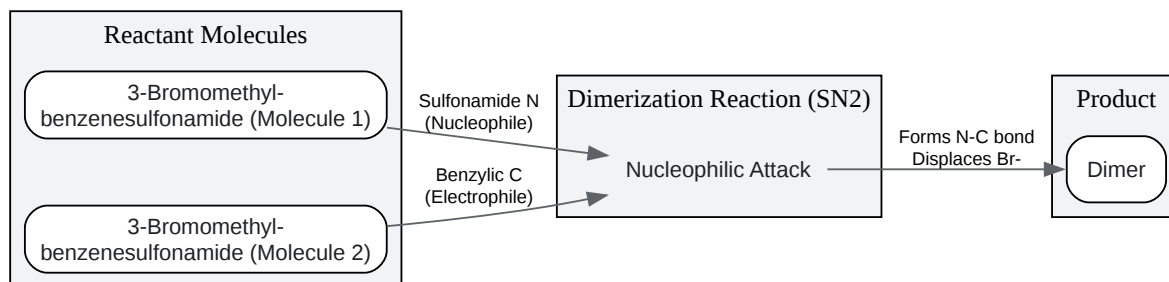 Reactant Molecules
3-Bromomethyl-
benzenesulfonamide (Molecule 1)
3-Bromomethyl-
benzenesulfonamide (Molecule 2)
Sulfonamide N
(Nucleophile)
Benzylic C
(Electrophile)
Dimerization Reaction (SN2)
Nucleophilic Attack
Forms N-C bond
Displaces Br-
Product
Dimer